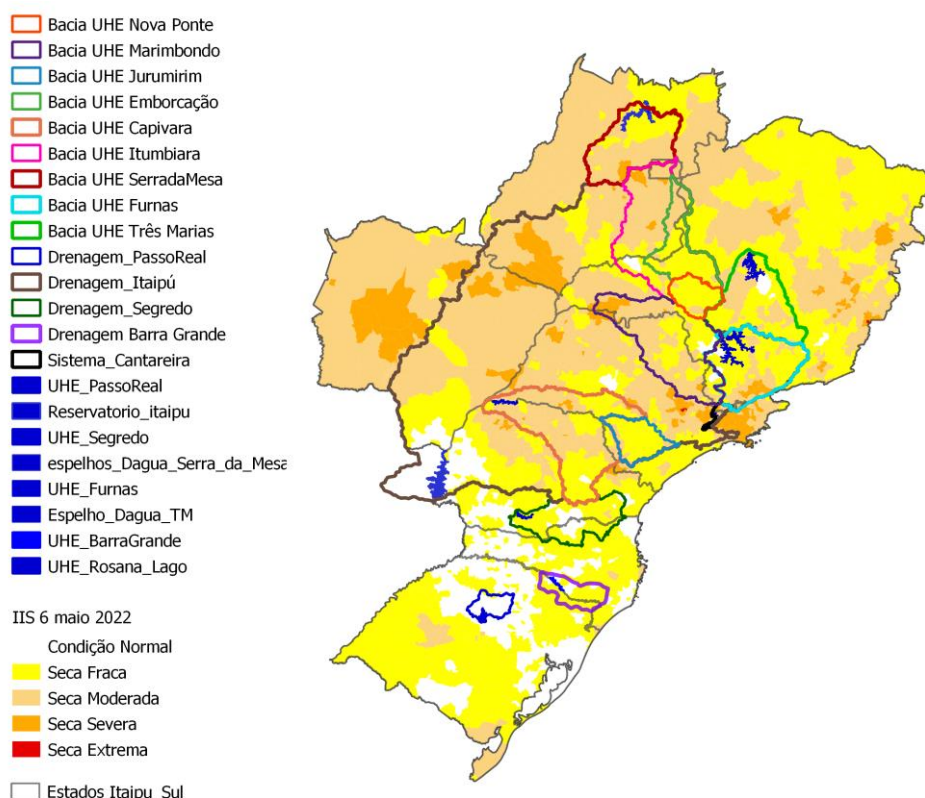 Bacia UHE Nova Ponte
Bacia UHE Marimbondo
Bacia UHE Jurumirim
Bacia UHE Emborcação
Bacia UHE Capivara
Bacia UHE Itumbiara
Bacia UHE SerradaMesa
Bacia UHE Furnas
Bacia UHE Três Marias
Drenagem_PassoReal
Drenagem_Itaipú
Drenagem_Segredo
Drenagem Barra Grande
Sistema_Cantareira
UHE_PassoReal
Reservatorio_itaipu
UHE_Segredo
espelhos_Dagua_Serra_da_Mesa
UHE_Furnas
Espelho_Dagua_TM
UHE_BarraGrande
UHE_Rosana_Lago
IIS 6 maio 2022
Condição Normal
Seca Fraca
Seca Moderada
Seca Severa
Seca Extrema
Estados Itaipu_Sul